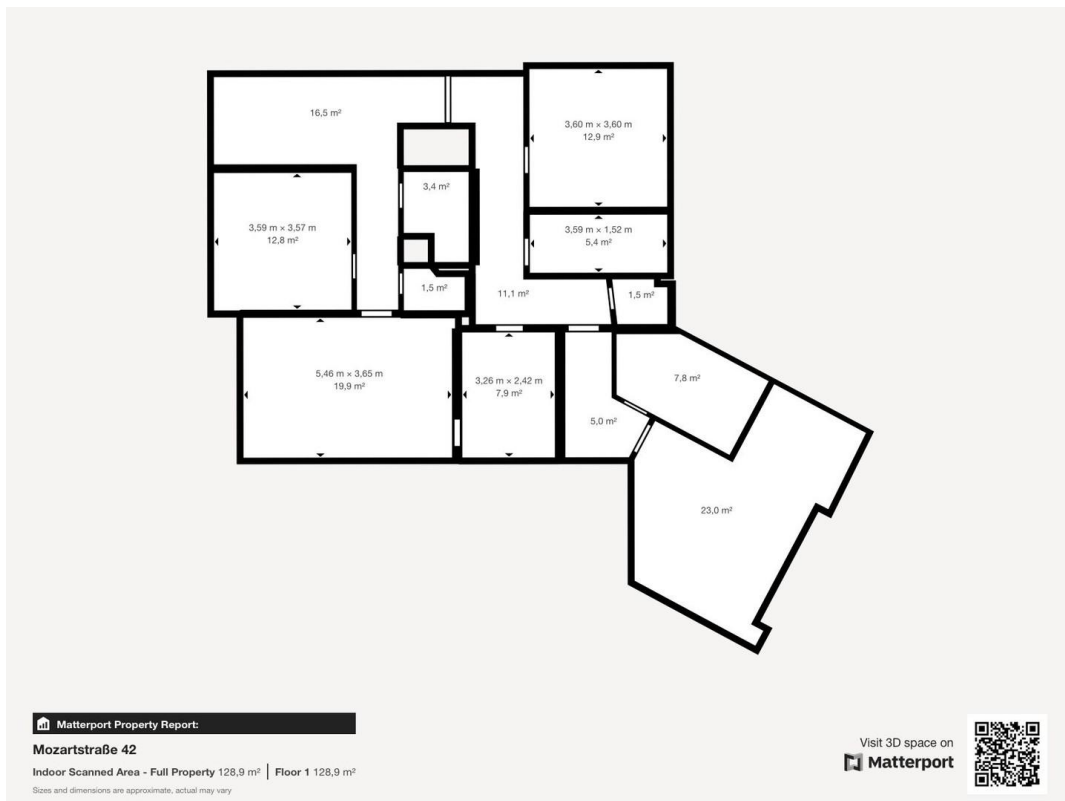 16,5 m²
3,60 m × 3,60 m
12,9 m²
3,4 m²
3,59 m × 3,57 m
12,8 m²
3,59 m × 1,52 m
5,4 m²
1,5 m²
11,1 m²
1,5 m²
5,46 m × 3,65 m
19,9 m²
3,26 m × 2,42 m
7,9 m²
7,8 m²
5,0 m²
23,0 m²
Matterport Property Report:
Mozartstraße 42
Indoor Scanned Area - Full Property 128,9 m² | Floor 1 128,9 m²
Sizes and dimensions are approximate, actual may vary
Visit 3D space on
Matterport